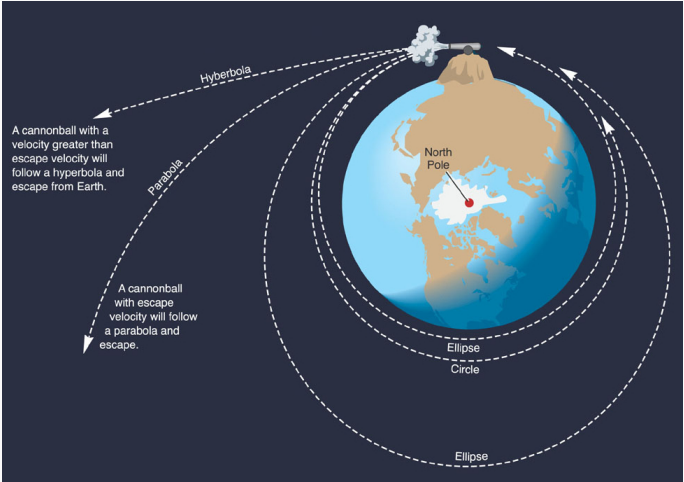 Hyberbola
A cannonball with a
velocity greater than
escape velocity will
follow a hyperbola and
escape from Earth.
Parabola
North
Pole
A cannonball
with escape
velocity will follow
a parabola and
escape.
Ellipse
Circle
Ellipse